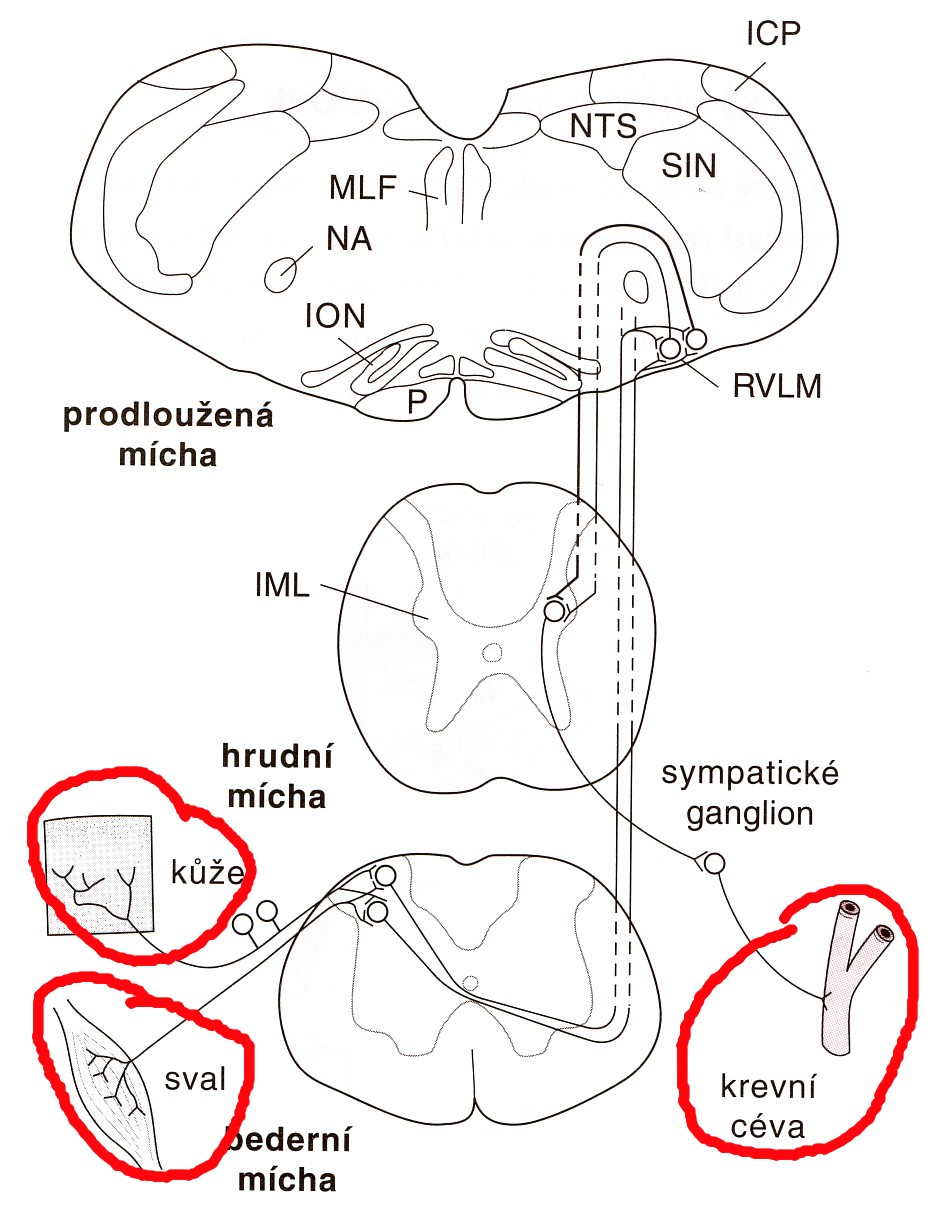 ICP
NTS
SIN
MLF
NA
ION
RVLM
P
prodloužená
mícha
IML
hrudní
mícha
sympatické
ganglion
kůže
sval
krevní
céva
bederní
mícha